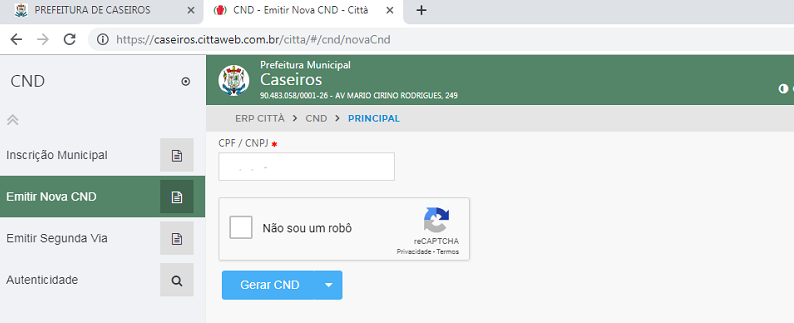 PREFEITURA DE CASEIROS
CND - Emitir Nova CND - Città
https://caseiros.cittaweb.com.br/citta/#/cnd/novaCnd
CND
Prefeitura Municipal
Caseiros
90.483.058/0001-26 - AV MARIO CIRINO RODRIGUES, 249
ERP CITTÀ > CND > PRINCIPAL
CPF / CNPJ *
. . -
Inscrição Municipal
Emitir Nova CND
Emitir Segunda Via
Autenticidade
Não sou um robô
reCAPTCHA
Privacidade - Termos
Gerar CND